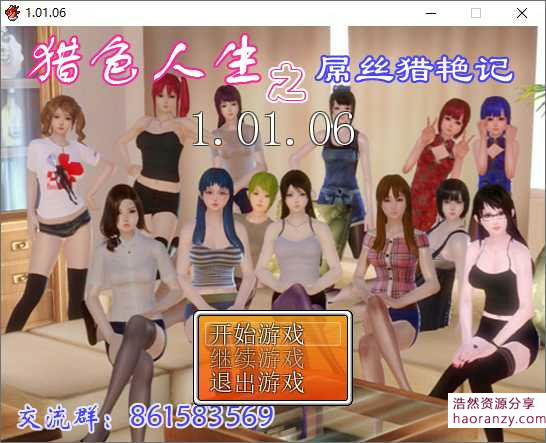 1.01.06
猎色人生之屌丝猎艳记
1.01.06
开始游戏
继续游戏
退出游戏
交流群：861583569
浩然资源分享
haoranzy.com